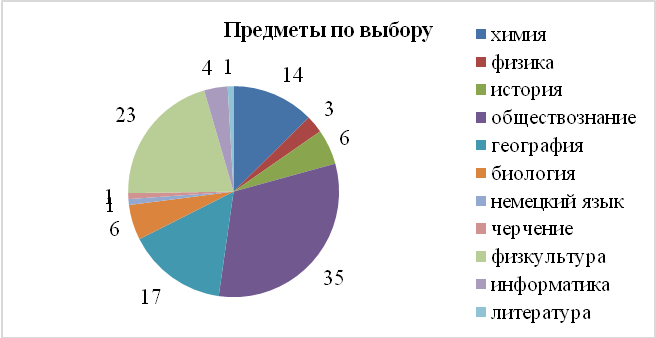 Предметы по выбору
4
1
14
3
6
35
17
6
1
1
23
химия
физика
история
обществознание
география
биология
немецкий язык
черчение
физкультура
информатика
литература